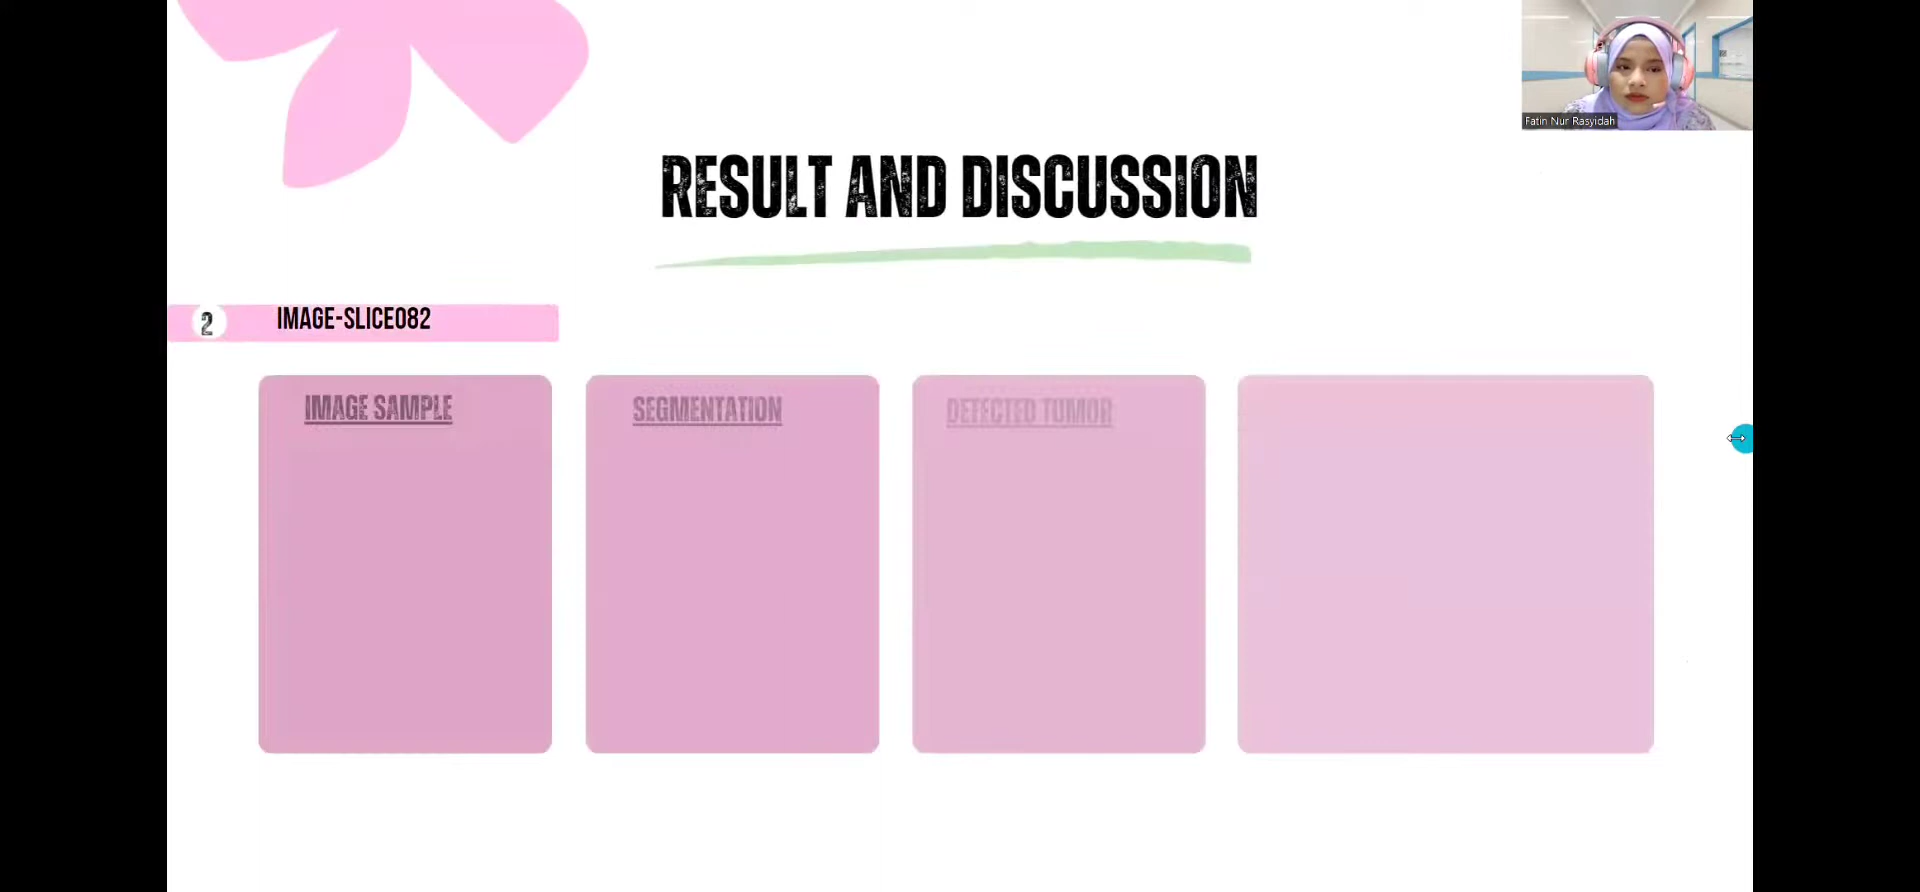 Fatin Nur Rasyidah
RESULT AND DISCUSSION
2
IMAGE-SLICE082
IMAGE SAMPLE
SEGMENTATION
DETECTED TUMOR